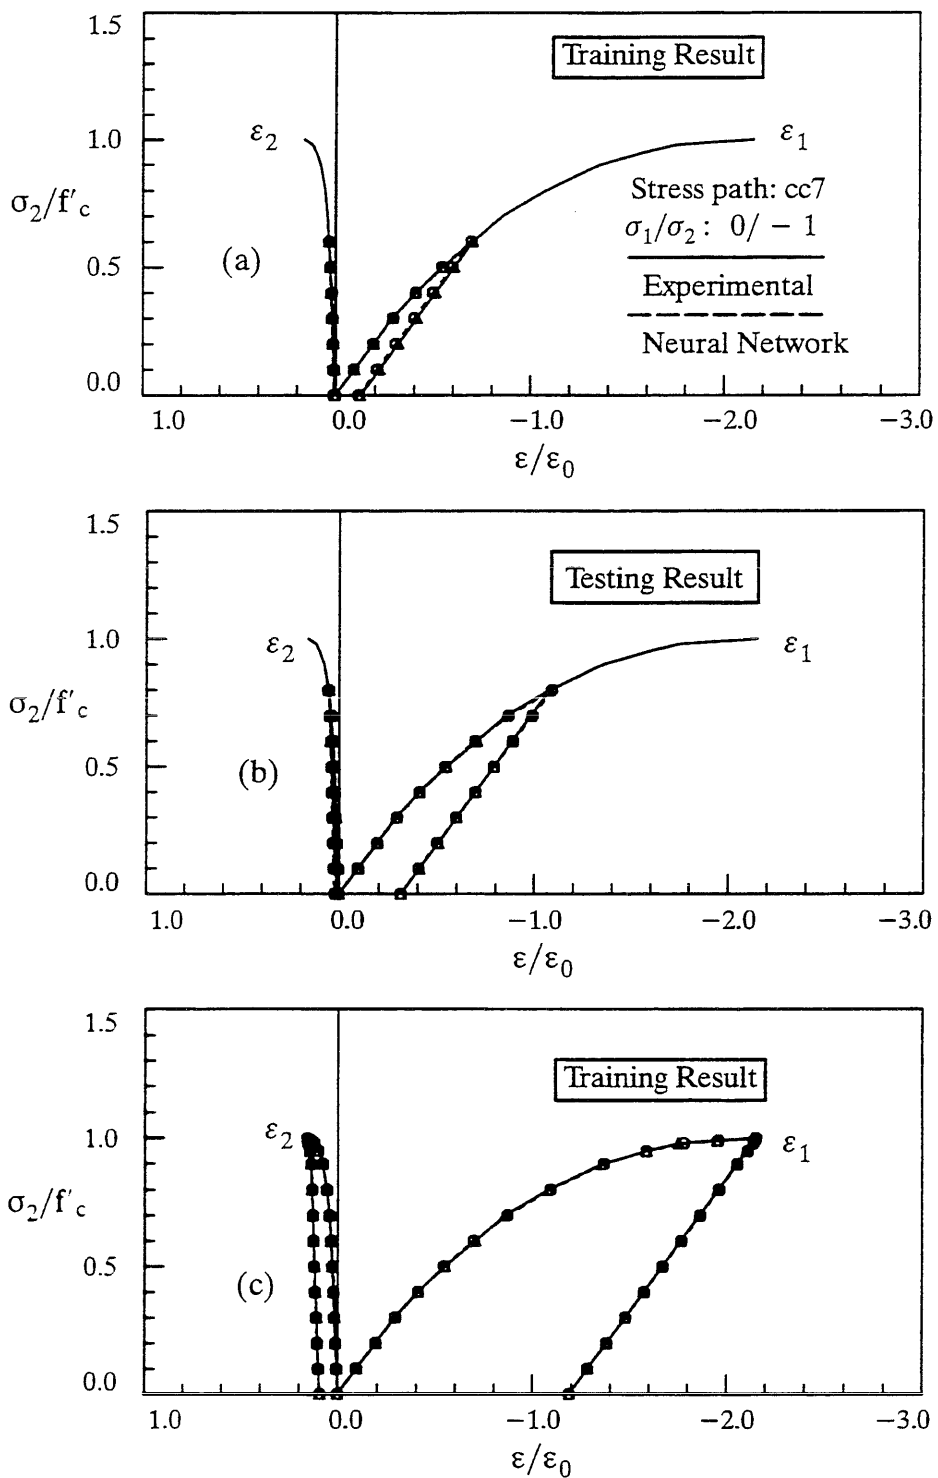 1.5
Training Result
ε₂
1.0
ε₁
Stress path: cc7
σ₂/f′c
σ₁/σ₂ : 0/ − 1
(a)
0.5
Experimental
Neural Network
0.0
1.0 0.0 −1.0 −2.0 −3.0
ε/ε₀
1.5
Testing Result
1.0
ε₂
ε₁
σ₂/f′c
(b)
0.5
0.0
1.0 0.0 −1.0 −2.0 −3.0
ε/ε₀
1.5
Training Result
ε₂
1.0
ε₁
σ₂/f′c
0.5
(c)
0.0
1.0 0.0 −1.0 −2.0 −3.0
ε/ε₀